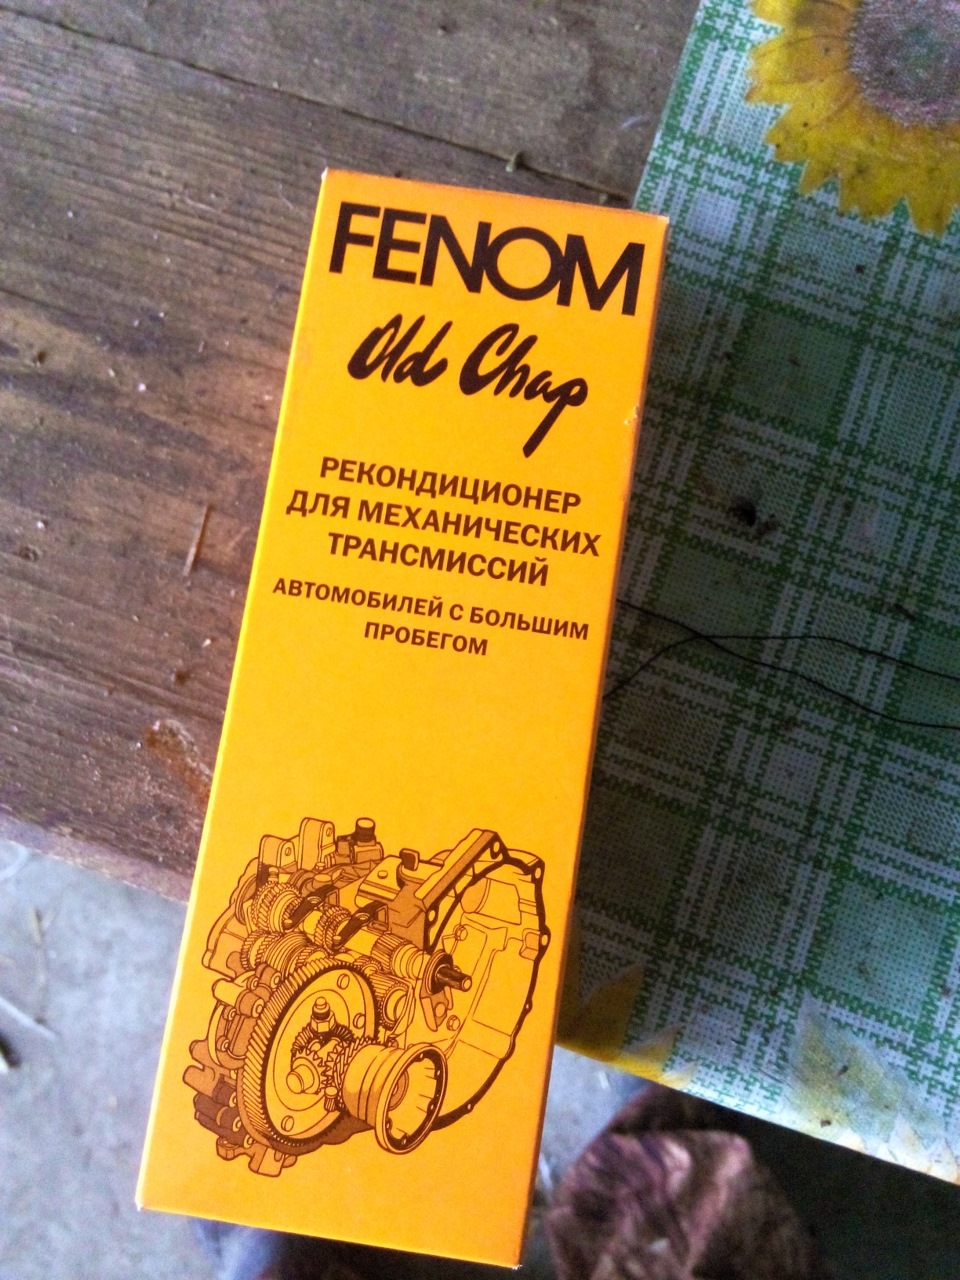 FENOM
Old Chap
РЕКОНДИЦИОНЕР
ДЛЯ МЕХАНИЧЕСКИХ
ТРАНСМИССИЙ
АВТОМОБИЛЕЙ С БОЛЬШИМ
ПРОБЕГОМ